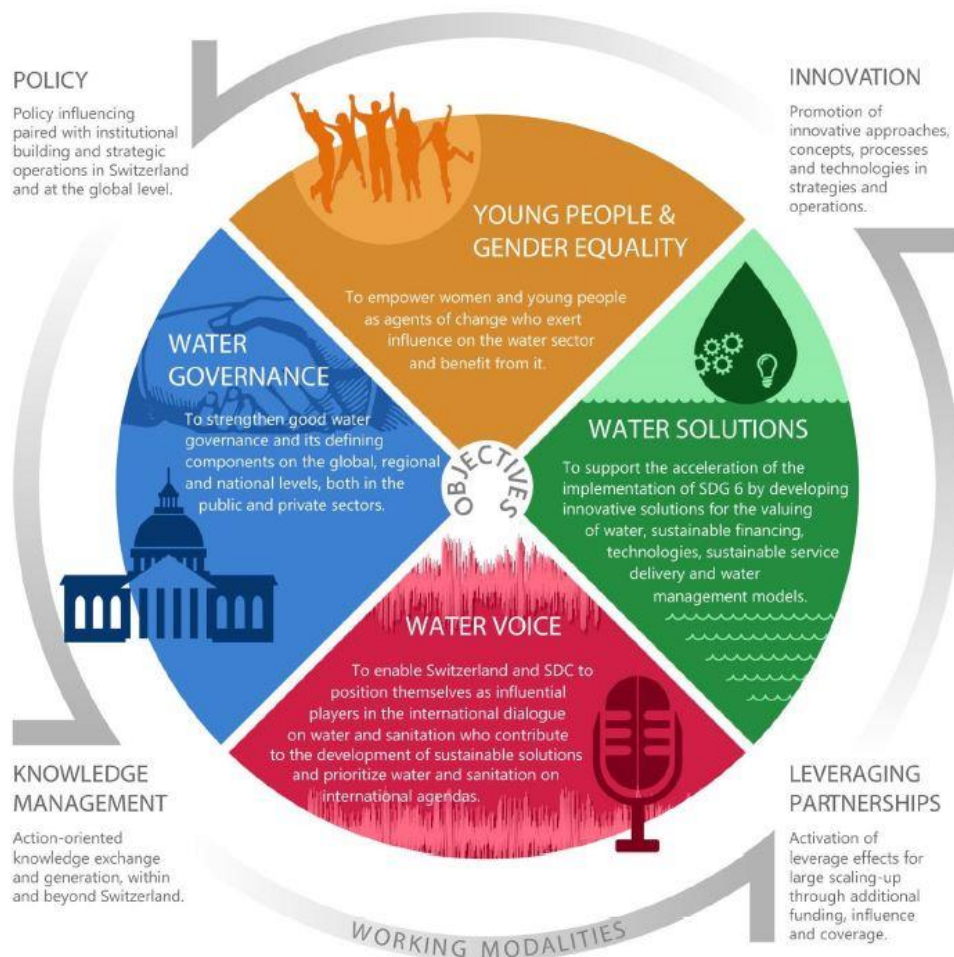 POLICY
Policy influencing
paired with institutional
building and strategic
operations in Switzerland
and at the global level.
INNOVATION
Promotion of
innovative approaches,
concepts, processes
and technologies in
strategies and
operations.
YOUNG PEOPLE &
GENDER EQUALITY
To empower women and young people
as agents of change who exert
influence on the water sector
and benefit from it.
WATER
GOVERNANCE
To strengthen good water
governance and its defining
components on the global, regional
and national levels, both in the
public and private sectors.
OBJECTIVES
WATER SOLUTIONS
To support the acceleration of the
implementation of SDG 6 by developing
innovative solutions for the valuing
of water, sustainable financing,
technologies, sustainable service
delivery and water
management models.
WATER VOICE
To enable Switzerland and SDC to
position themselves as influential
players in the international dialogue
on water and sanitation who contribute
to the development of sustainable solutions
and prioritize water and sanitation on
international agendas.
KNOWLEDGE
MANAGEMENT
Action-oriented
knowledge exchange
and generation, within
and beyond Switzerland.
LEVERAGING
PARTNERSHIPS
Activation of
leverage effects for
large scaling-up
through additional
funding, influence
and coverage.
WORKING MODALITIES